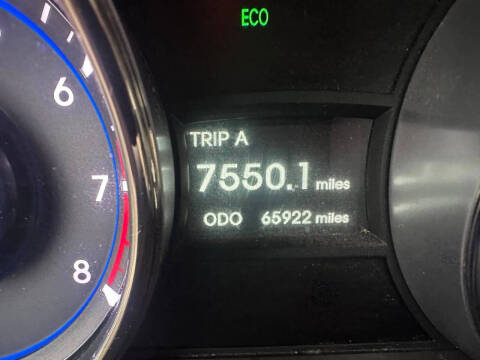 ECO
6
TRIP A
7550.1 miles
7
ODO 65922 miles
8